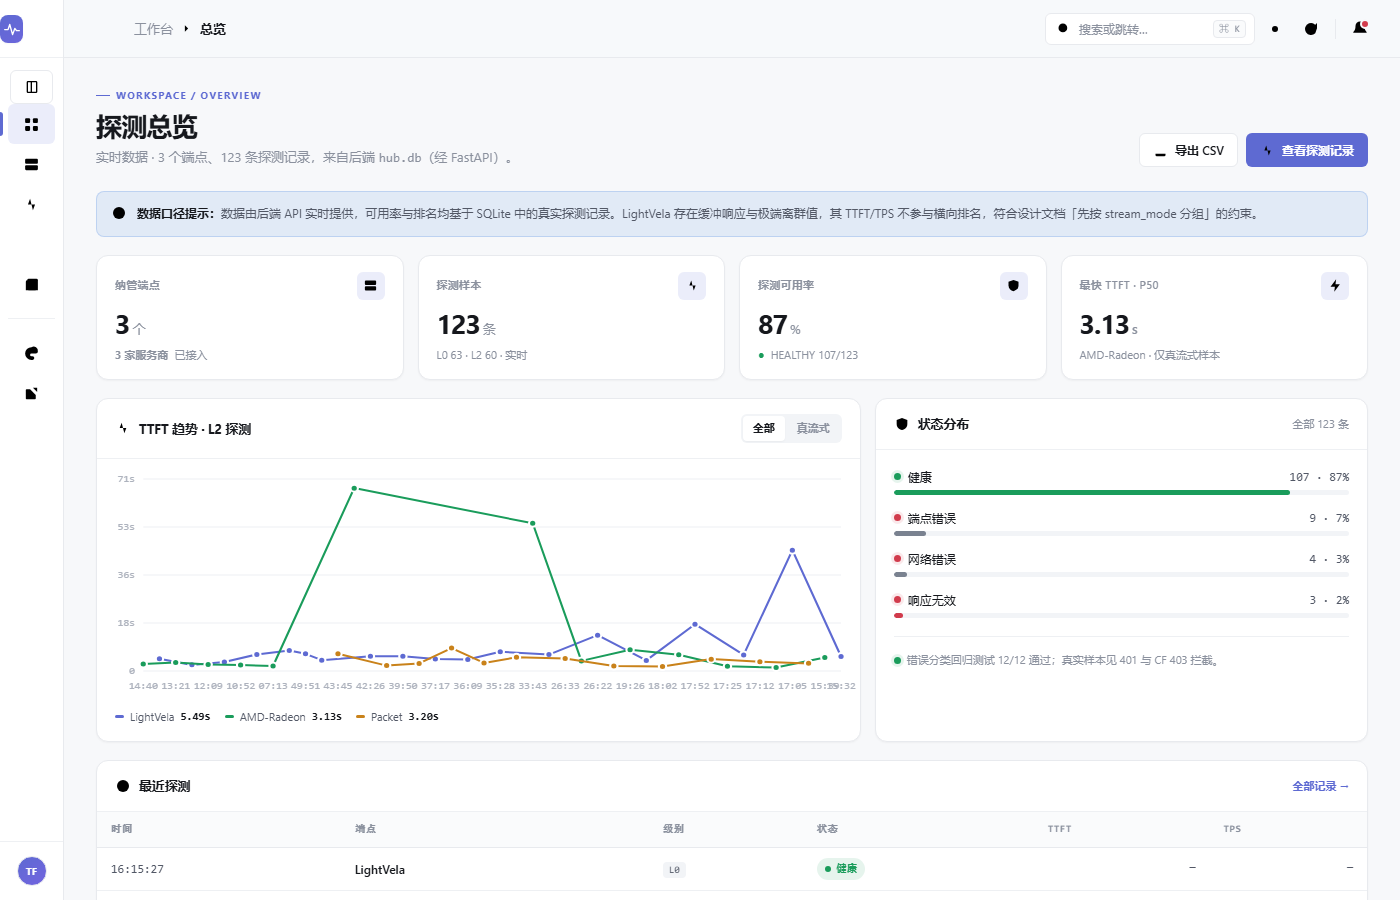 工作台 ▸ 总览
搜索或跳转... ⌘ K
WORKSPACE / OVERVIEW
探测总览
实时数据 · 3 个端点、123 条探测记录，来自后端 hub.db（经 FastAPI）。
导出 CSV
查看探测记录
数据口径提示：数据由后端 API 实时提供，可用率与排名均基于 SQLite 中的真实探测记录。LightVela 存在缓冲响应与极端离群值，其 TTFT/TPS 不参与横向排名，符合设计文档「先按 stream_mode 分组」的约束。
纳管端点
3 个
3 家服务商 已接入
探测样本
123 条
L0 63 · L2 60 · 实时
探测可用率
87 %
HEALTHY 107/123
最快 TTFT · P50
3.13 s
AMD-Radeon · 仅真流式样本
TTFT 趋势 · L2 探测
全部 真流式
71s
53s
36s
18s
0
14:40 13:21 12:09 10:52 07:13 49:51 43:45 42:26 39:50 37:17 36:09 35:28 33:43 26:33 26:22 19:26 18:02 17:52 17:25 17:12 17:05
LightVela 5.49s AMD-Radeon 3.13s Packet 3.20s
状态分布
全部 123 条
健康 107 · 87%
端点错误 9 · 7%
网络错误 4 · 3%
响应无效 3 · 2%
错误分类回归测试 12/12 通过；真实样本见 401 与 CF 403 拦截。
最近探测
全部记录 →
时间 端点 级别 状态 TTFT TPS
16:15:27 LightVela L0 健康 — —
TF